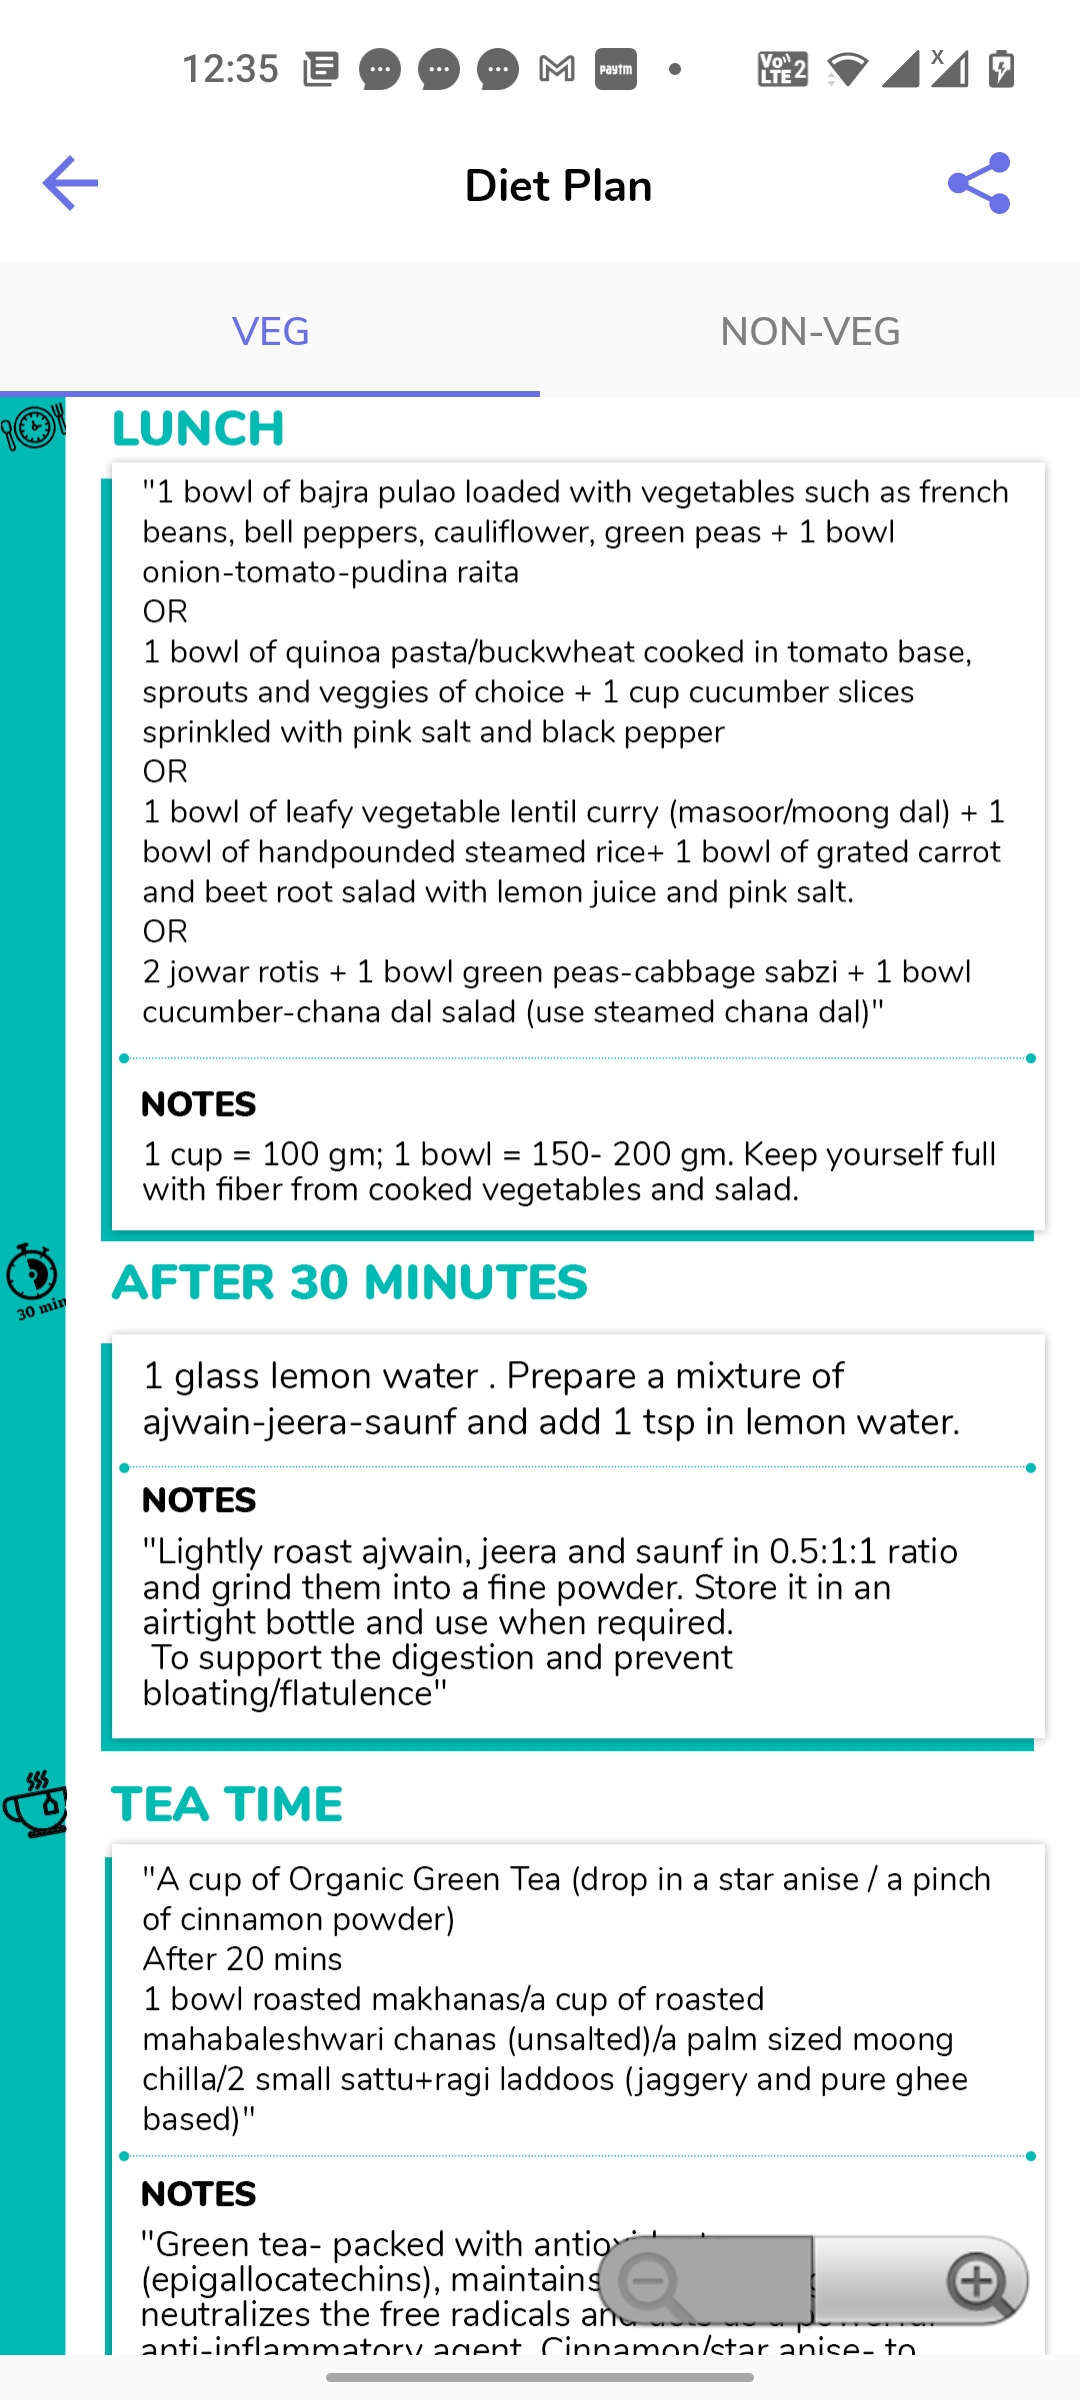 12:35
paytm
Vo)) LTE 2
X
Diet Plan
VEG
NON-VEG
LUNCH
"1 bowl of bajra pulao loaded with vegetables such as french
beans, bell peppers, cauliflower, green peas + 1 bowl
onion-tomato-pudina raita
OR
1 bowl of quinoa pasta/buckwheat cooked in tomato base,
sprouts and veggies of choice + 1 cup cucumber slices
sprinkled with pink salt and black pepper
OR
1 bowl of leafy vegetable lentil curry (masoor/moong dal) + 1
bowl of handpounded steamed rice+ 1 bowl of grated carrot
and beet root salad with lemon juice and pink salt.
OR
2 jowar rotis + 1 bowl green peas-cabbage sabzi + 1 bowl
cucumber-chana dal salad (use steamed chana dal)"
NOTES
1 cup = 100 gm; 1 bowl = 150- 200 gm. Keep yourself full
with fiber from cooked vegetables and salad.
30 min
AFTER 30 MINUTES
1 glass lemon water . Prepare a mixture of
ajwain-jeera-saunf and add 1 tsp in lemon water.
NOTES
"Lightly roast ajwain, jeera and saunf in 0.5:1:1 ratio
and grind them into a fine powder. Store it in an
airtight bottle and use when required.
To support the digestion and prevent
bloating/flatulence"
TEA TIME
"A cup of Organic Green Tea (drop in a star anise / a pinch
of cinnamon powder)
After 20 mins
1 bowl roasted makhanas/a cup of roasted
mahabaleshwari chanas (unsalted)/a palm sized moong
chilla/2 small sattu+ragi laddoos (jaggery and pure ghee
based)"
NOTES
"Green tea- packed with
(epigallocatechins), maintains
neutralizes the free radicals and acts as a powerful
anti-inflammatory agent. Cinnamon/star anise- to